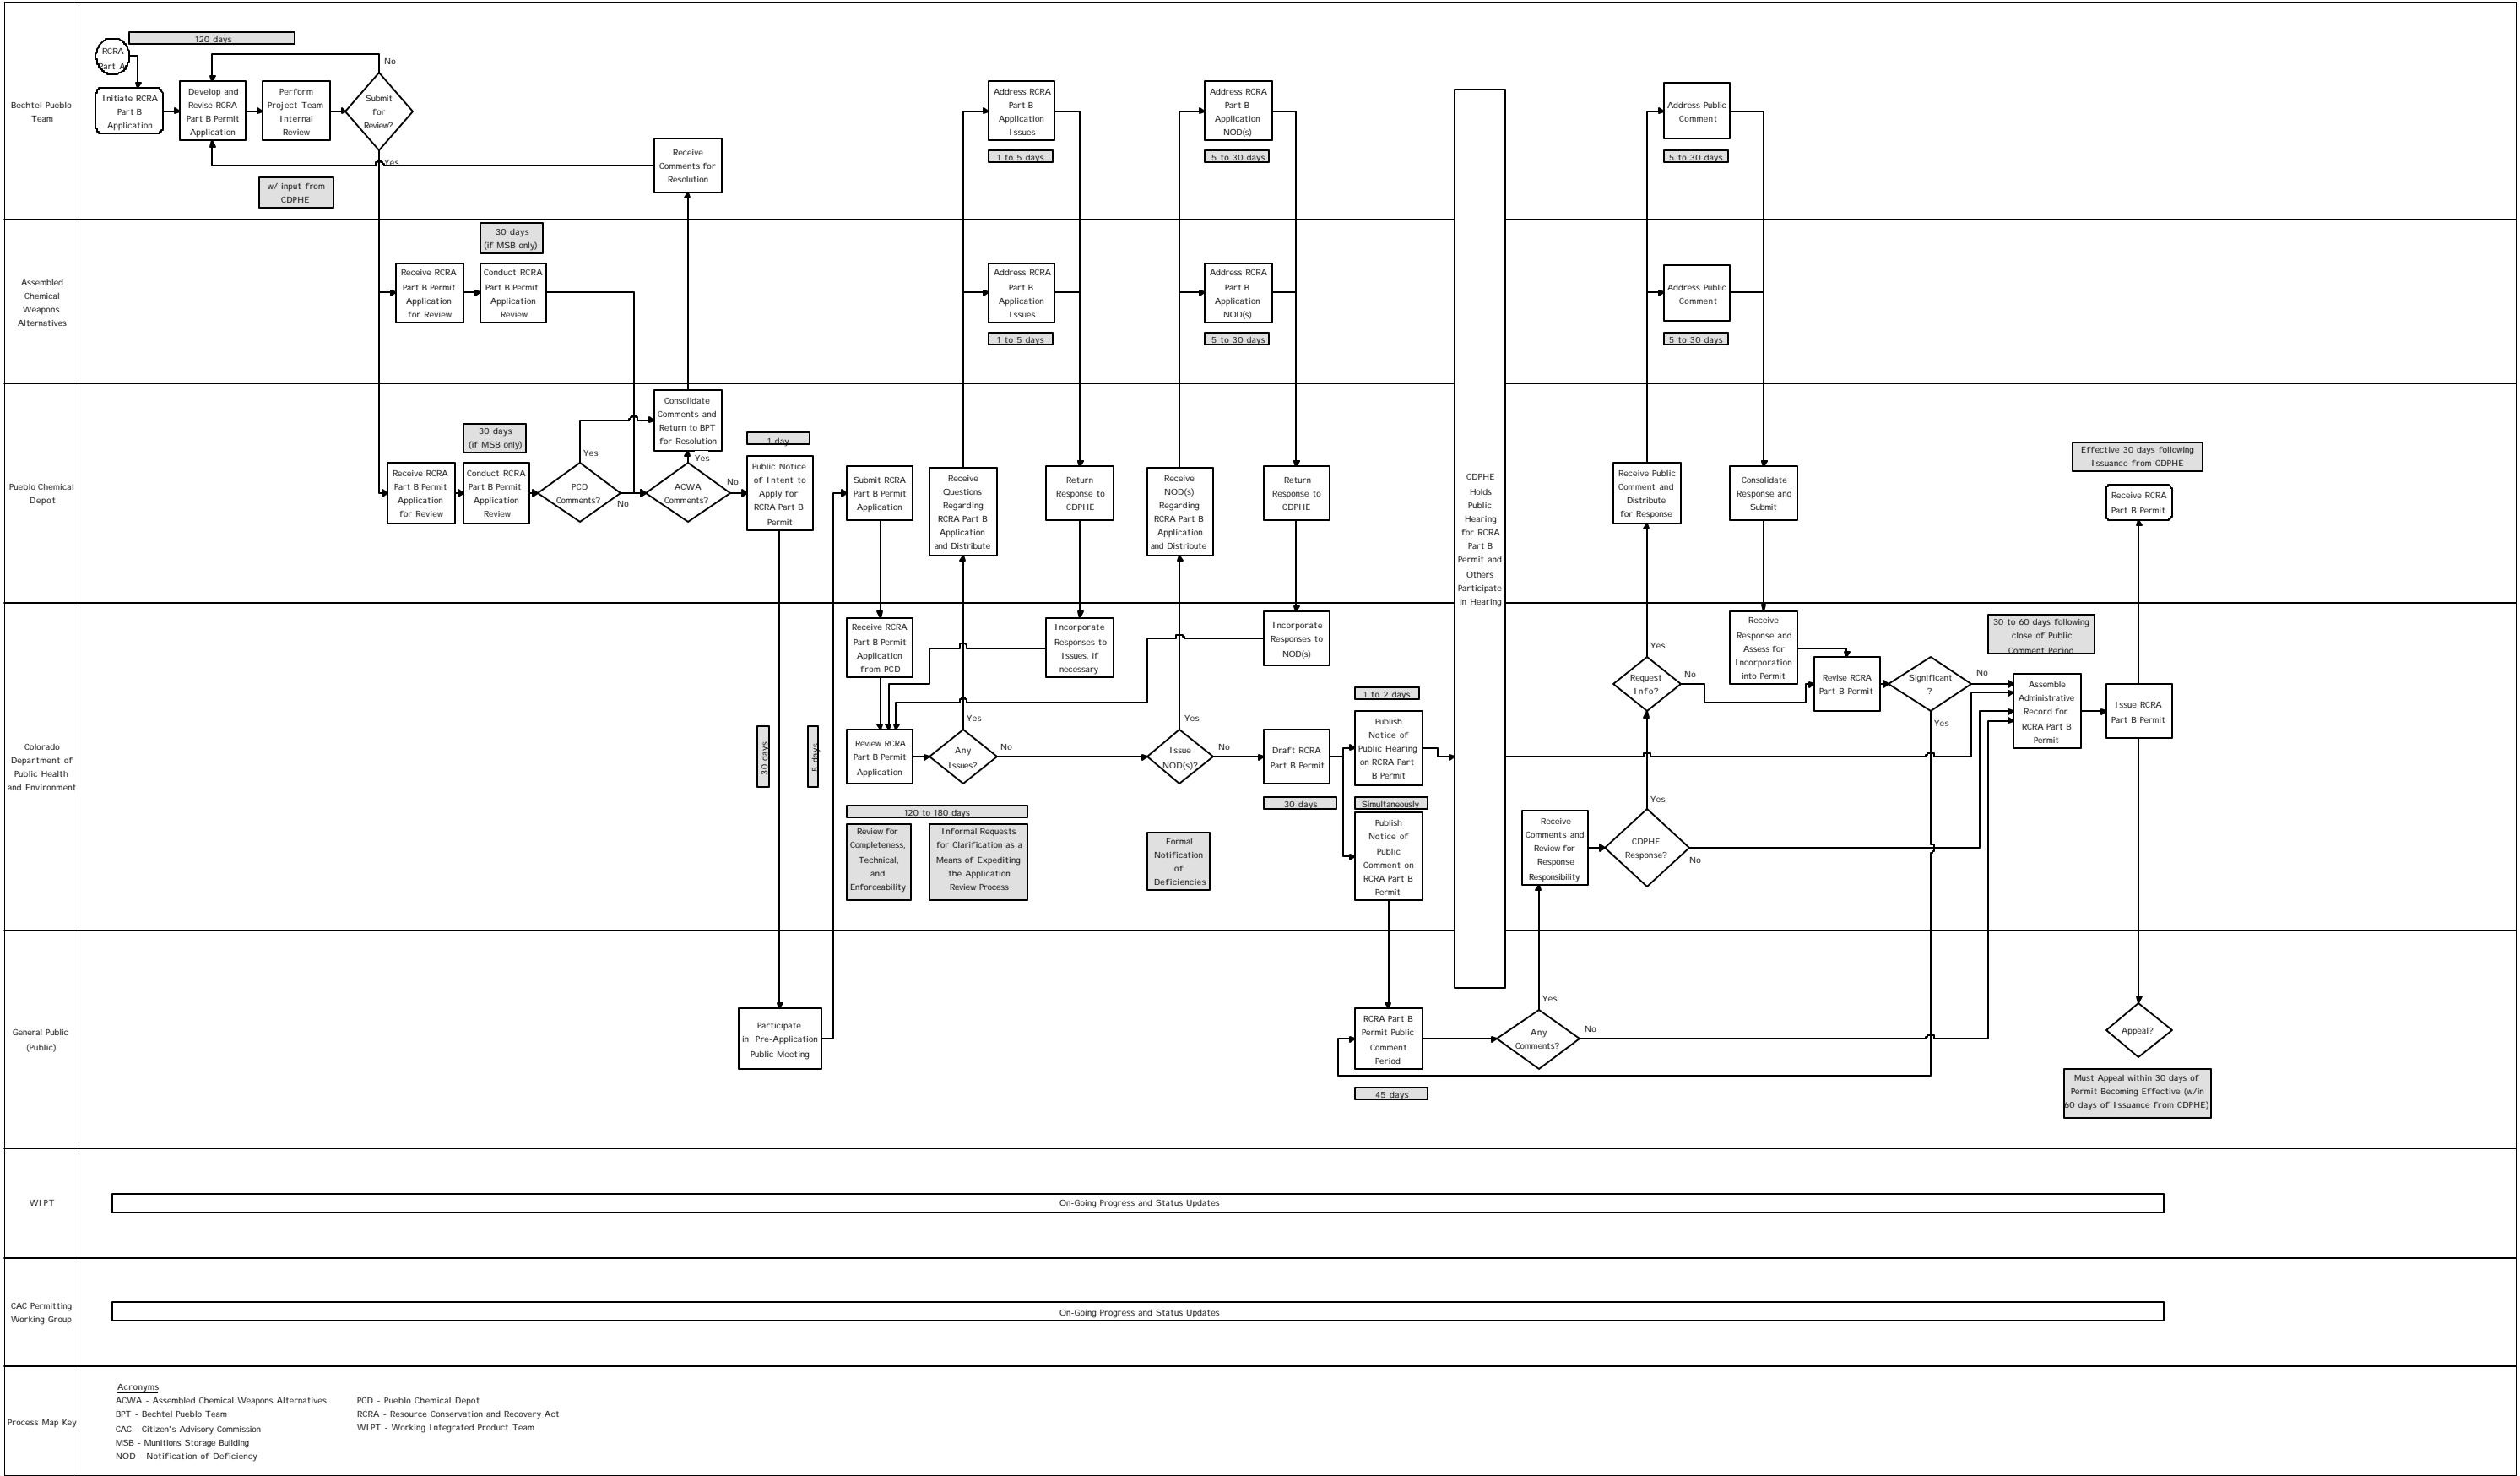 Bechtel Pueblo
Team
120 days
RCRA
Part A
Initiate RCRA
Part B
Application
Develop and
Revise RCRA
Part B Permit
Application
Perform
Project Team
Internal
Review
Submit
for
Review?
No
Yes
w/ input from
CDPHE
Receive
Comments for
Resolution
Address RCRA
Part B
Application
Issues
1 to 5 days
Address RCRA
Part B
Application
NOD(s)
5 to 30 days
Address Public
Comment
5 to 30 days
Assembled
Chemical
Weapons
Alternatives
30 days
(if MSB only)
Receive RCRA
Part B Permit
Application
for Review
Conduct RCRA
Part B Permit
Application
Review
Address RCRA
Part B
Application
Issues
1 to 5 days
Address RCRA
Part B
Application
NOD(s)
5 to 30 days
Address Public
Comment
5 to 30 days
Pueblo Chemical
Depot
Receive RCRA
Part B Permit
Application
for Review
30 days
(if MSB only)
Conduct RCRA
Part B Permit
Application
Review
PCD
Comments?
Yes
No
Consolidate
Comments and
Return to BPT
for Resolution
Yes
ACWA
Comments?
No
1 day
Public Notice
of Intent to
Apply for
RCRA Part B
Permit
Submit RCRA
Part B Permit
Application
Receive
Questions
Regarding
RCRA Part B
Application
and Distribute
Return
Response to
CDPHE
Receive
NOD(s)
Regarding
RCRA Part B
Application
and Distribute
Return
Response to
CDPHE
CDPHE
Holds
Public
Hearing
for RCRA
Part B
Permit and
Others
Participate
in Hearing
Receive Public
Comment and
Distribute
for Response
Consolidate
Response and
Submit
Effective 30 days following
Issuance from CDPHE
Receive RCRA
Part B Permit
Colorado
Department of
Public Health
and Environment
30 days
5 days
Receive RCRA
Part B Permit
Application
from PCD
Incorporate
Responses to
Issues, if
necessary
Incorporate
Responses to
NOD(s)
Review RCRA
Part B Permit
Application
Any
Issues?
Yes
No
Issue
NOD(s)?
Yes
No
Draft RCRA
Part B Permit
30 days
1 to 2 days
Publish
Notice of
Public Hearing
on RCRA Part
B Permit
Simultaneously
Publish
Notice of
Public
Comment on
RCRA Part B
Permit
120 to 180 days
Review for
Completeness,
Technical,
and
Enforceability
Informal Requests
for Clarification as a
Means of Expediting
the Application
Review Process
Formal
Notification
of
Deficiencies
Receive
Comments and
Review for
Response
Responsibility
CDPHE
Response?
Yes
No
Request
Info?
Yes
No
Receive
Response and
Assess for
Incorporation
into Permit
Revise RCRA
Part B Permit
Significant
?
No
Yes
30 to 60 days following
close of Public
Comment Period
Assemble
Administrative
Record for
RCRA Part B
Permit
Issue RCRA
Part B Permit
General Public
(Public)
Participate
in Pre-Application
Public Meeting
RCRA Part B
Permit Public
Comment
Period
45 days
Any
Comments?
Yes
No
Appeal?
Must Appeal within 30 days of
Permit Becoming Effective (w/in
60 days of Issuance from CDPHE)
WIPT
On-Going Progress and Status Updates
CAC Permitting
Working Group
On-Going Progress and Status Updates
Process Map Key
Acronyms
ACWA - Assembled Chemical Weapons Alternatives
BPT - Bechtel Pueblo Team
CAC - Citizen's Advisory Commission
MSB - Munitions Storage Building
NOD - Notification of Deficiency
PCD - Pueblo Chemical Depot
RCRA - Resource Conservation and Recovery Act
WIPT - Working Integrated Product Team